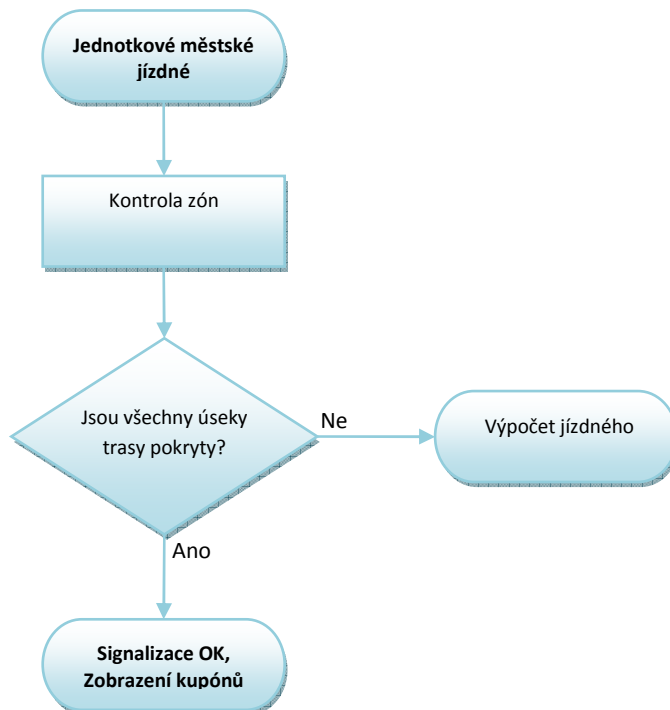 Jednotkové městské
jízdné
Kontrola zón
Jsou všechny úseky
trasy pokryty?
Ne
Výpočet jízdného
Ano
Signalizace OK,
Zobrazení kupónů